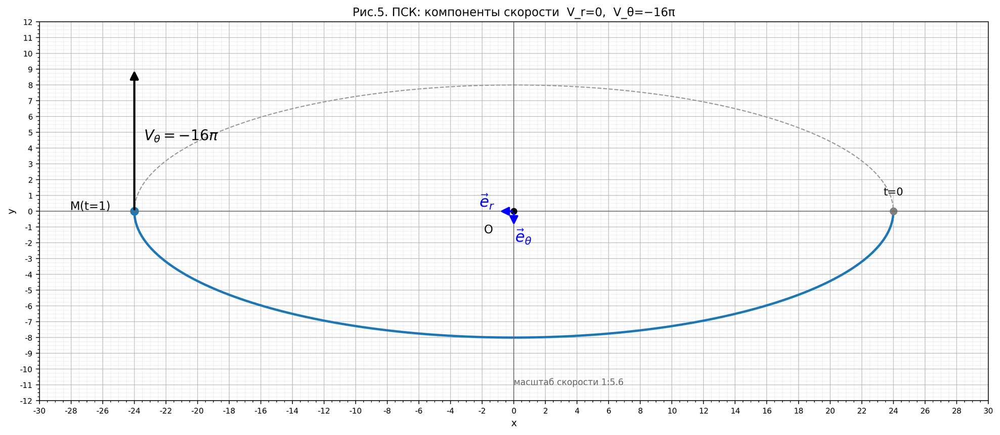 Рис.5. ПСК: компоненты скорости V_r=0, V_θ=−16π
12
11
10
9
8
7
6
5
4
3
2
1
0
-1
-2
-3
-4
-5
-6
-7
-8
-9
-10
-11
-12
y
V_θ = −16π
M(t=1)
e⃗_r
O
e⃗_θ
t=0
масштаб скорости 1:5.6
-30 -28 -26 -24 -22 -20 -18 -16 -14 -12 -10 -8 -6 -4 -2 0 2 4 6 8 10 12 14 16 18 20 22 24 26 28 30
x